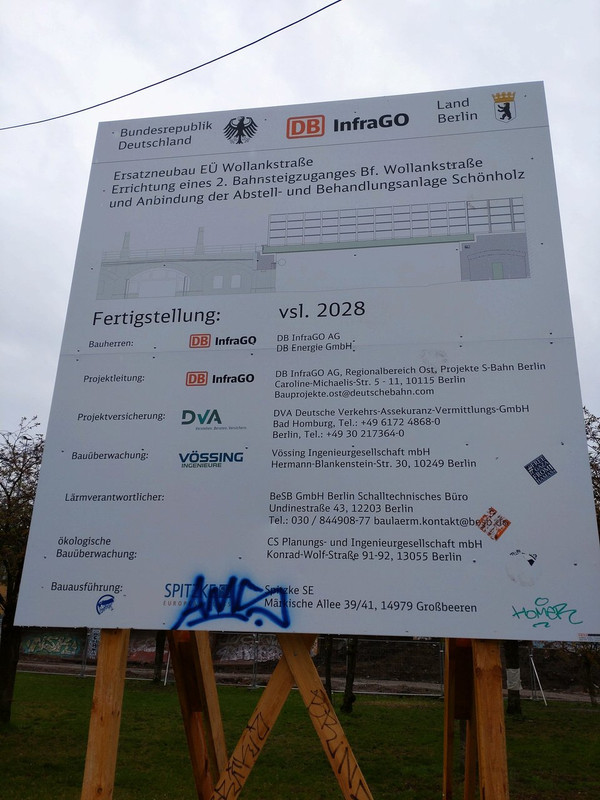 Bundesrepublik
Deutschland
DB InfraGO
Land
Berlin
Ersatzneubau EÜ Wollankstraße
Errichtung eines 2. Bahnsteigzuganges Bf. Wollankstraße
und Anbindung der Abstell- und Behandlungsanlage Schönholz
Fertigstellung: vsl. 2028
Bauherren: DB InfraGO DB InfraGO AG
DB Energie GmbH
Projektleitung: DB InfraGO DB InfraGO AG, Regionalbereich Ost, Projekte S-Bahn Berlin
Caroline-Michaelis-Str. 5 - 11, 10115 Berlin
Bauprojekte.ost@deutschebahn.com
Projektversicherung: DVA DVA Deutsche Verkehrs-Assekuranz-Vermittlungs-GmbH
Bad Homburg, Tel.: +49 6172 4868-0
Berlin, Tel.: +49 30 217364-0
Bauüberwachung: VÖSSING Vössing Ingenieurgesellschaft mbH
INGENIEURE Hermann-Blankenstein-Str. 30, 10249 Berlin
Lärmverantwortlicher: BeSB GmbH Berlin Schalltechnisches Büro
Undinestraße 43, 12203 Berlin
Tel.: 030 / 844908-77 baulaerm.kontakt@besb.de
ökologische CS Planungs- und Ingenieurgesellschaft mbH
Bauüberwachung: Konrad-Wolf-Straße 91-92, 13055 Berlin
Bauausführung: SPITZKE Spitzke SE
Märkische Allee 39/41, 14979 Großbeeren
AMC
HOMER